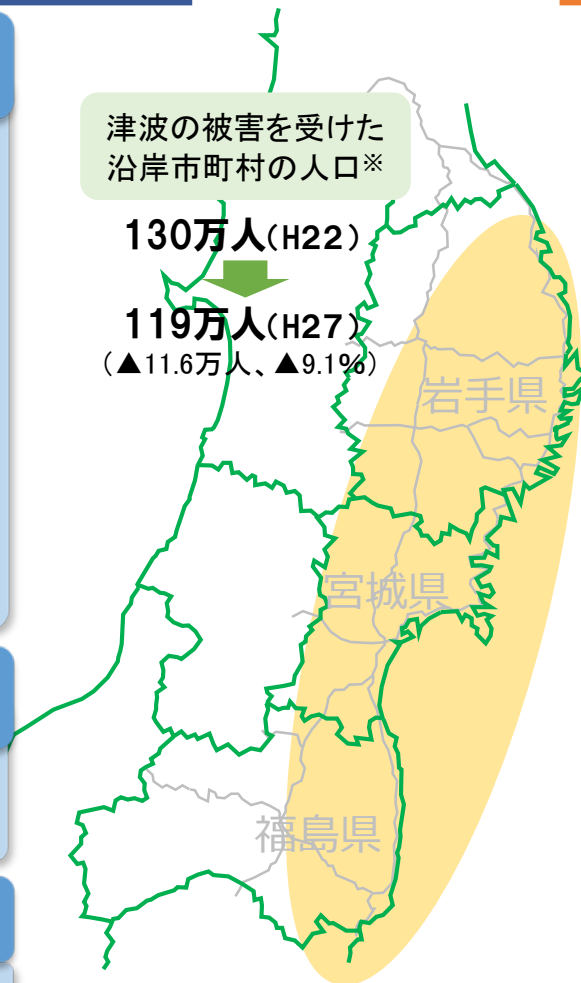 津波の被害を受けた
沿岸市町村の人口※
130万人(H22)
119万人(H27)
(▲11.6万人、▲9.1%)
岩手県
宮城県
福島県